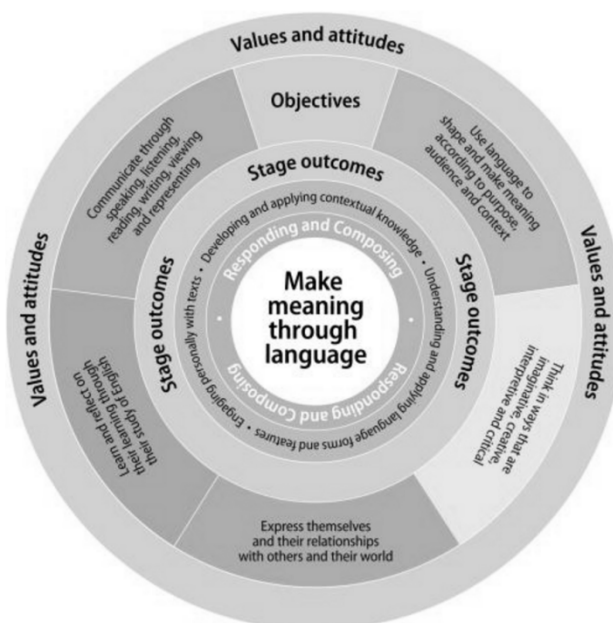 Values and attitudes
Objectives
Communicate through
speaking, listening,
reading, writing, viewing
and representing
Use language to
shape and make meaning
according to purpose,
audience and context
Values and attitudes
Values and attitudes
Stage outcomes
Stage outcomes
Stage outcomes
Engaging personally with texts • Developing and applying contextual knowledge • Understanding and applying language forms and features •
Responding and Composing
Make
meaning
through
language
Responding and Composing
Think in ways that are
imaginative, creative,
interpretive and critical
Learn and reflect on
their learning through
their study of English
Express themselves
and their relationships
with others and their world